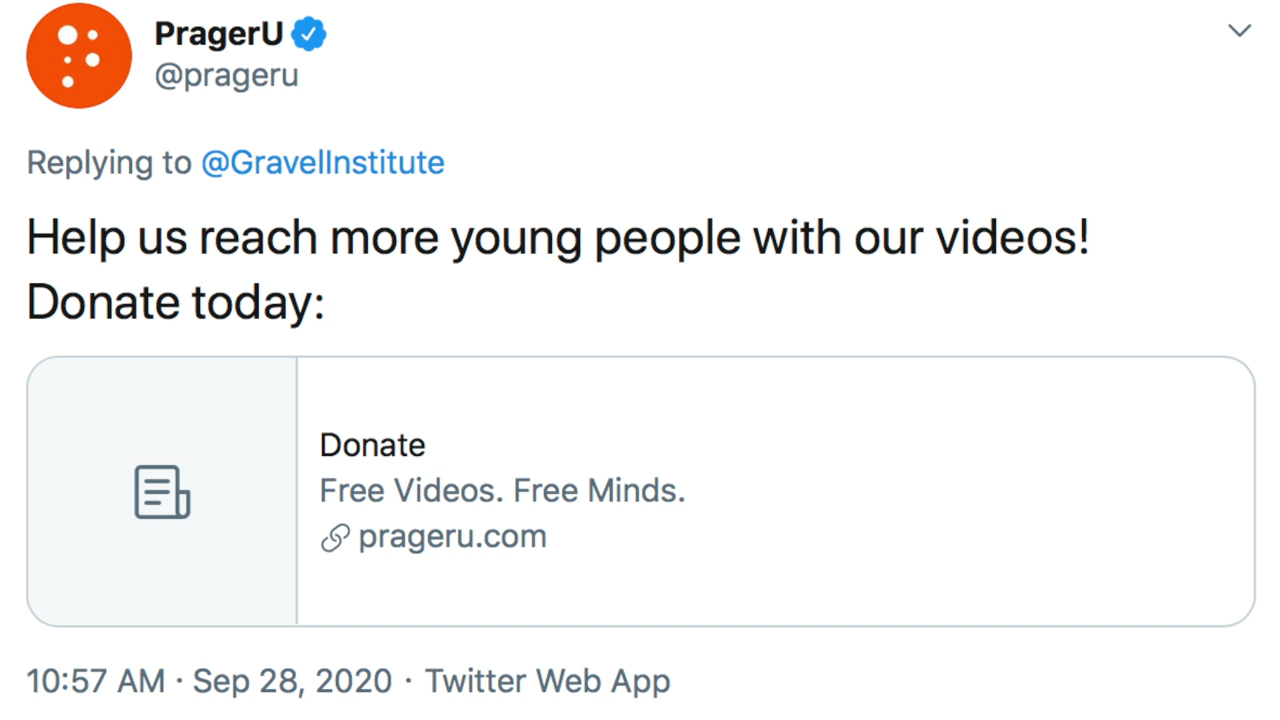 PragerU
@prageru
Replying to @GravelInstitute
Help us reach more young people with our videos!
Donate today:
Donate
Free Videos. Free Minds.
prageru.com
10:57 AM · Sep 28, 2020 · Twitter Web App